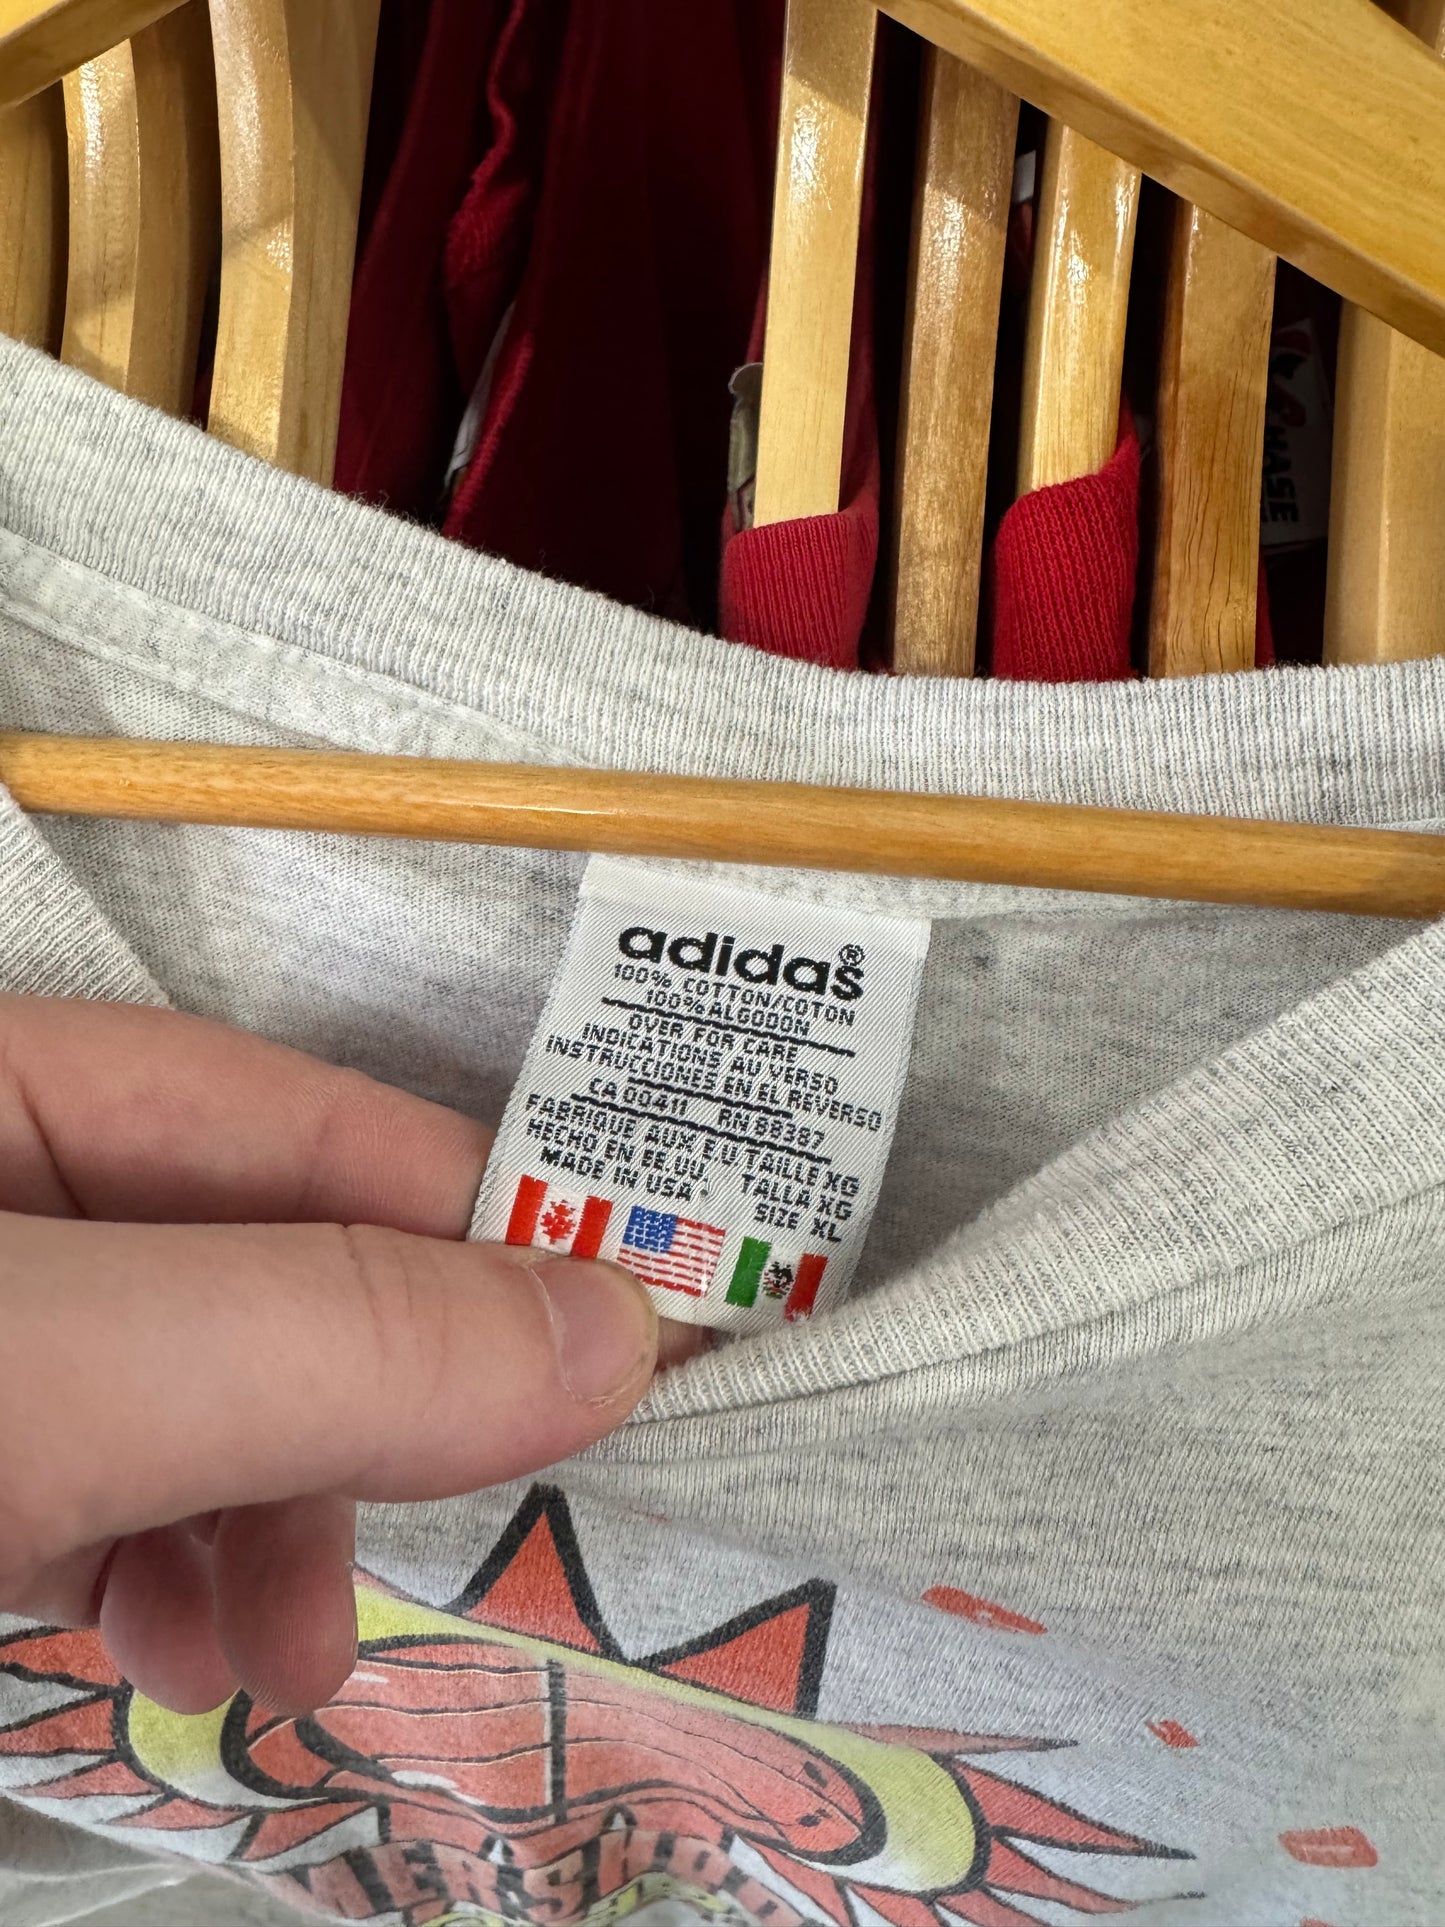 adidas®
100% COTTON/COTON
100% ALGODON
OVER FOR CARE
INDICATIONS AU VERSO
INSTRUCCIONES EN EL REVERSO
CA 00411 RN 88387
FABRIQUE AUX E.U TAILLE XG
HECHO EN EE.UU. TALLA XG
MADE IN USA SIZE XL